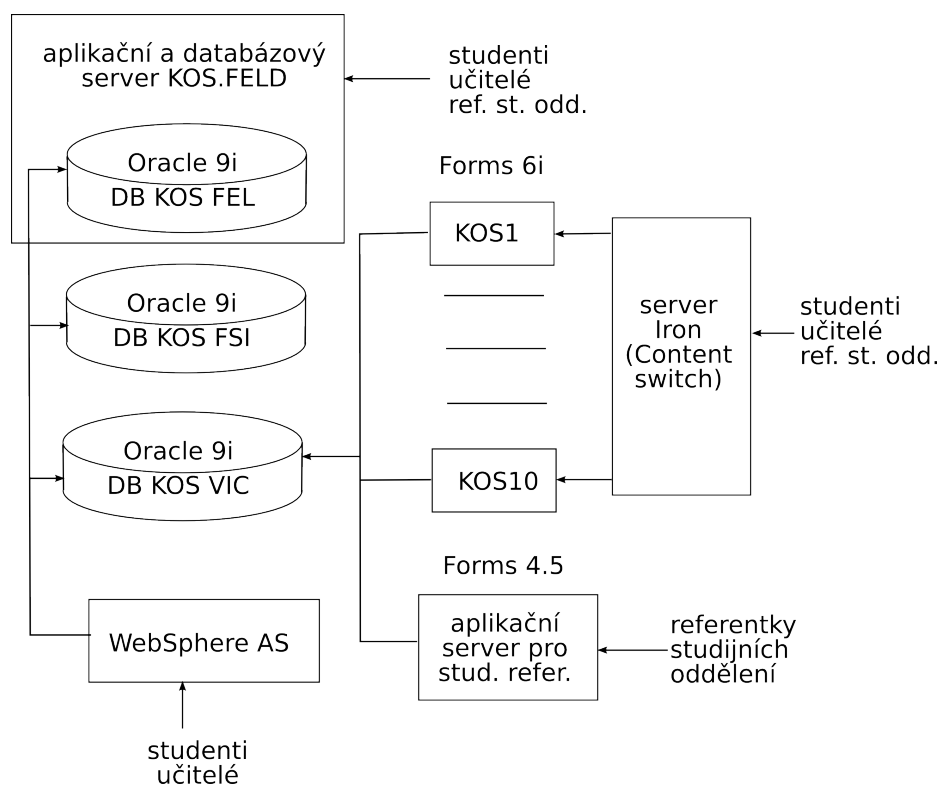 aplikační a databázový
server KOS.FELD
Oracle 9i
DB KOS FEL
studenti
učitelé
ref. st. odd.
Forms 6i
KOS1
Oracle 9i
DB KOS FSI
server
Iron
(Content
switch)
studenti
učitelé
ref. st. odd.
Oracle 9i
DB KOS VIC
KOS10
Forms 4.5
aplikační
server pro
stud. refer.
referentky
studijních
oddělení
WebSphere AS
studenti
učitelé